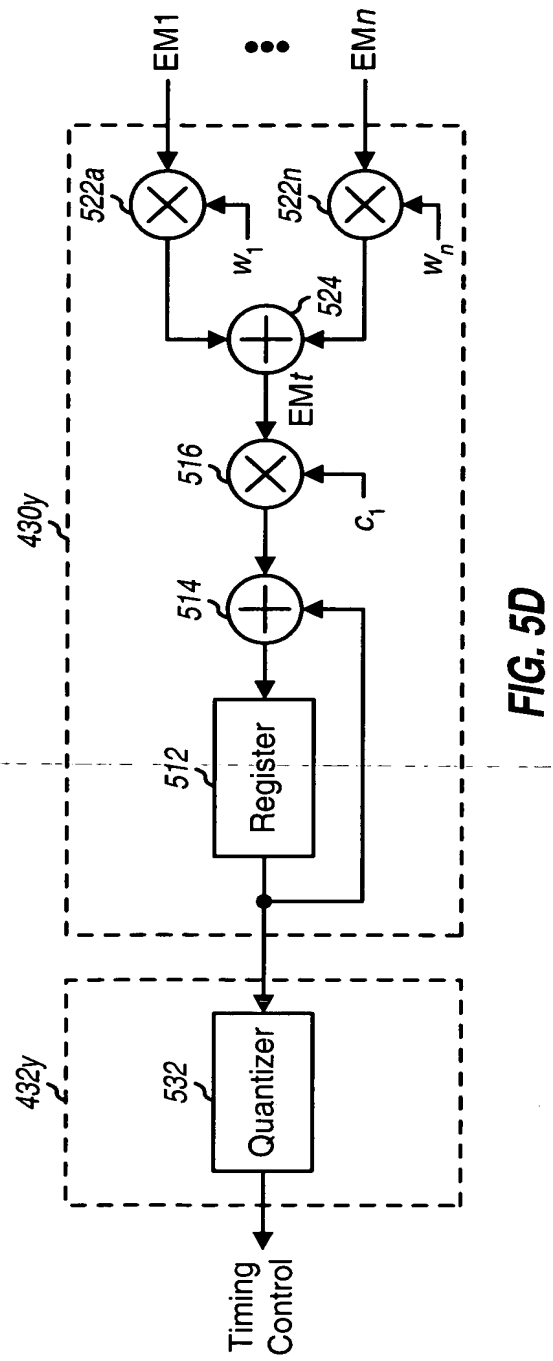 432y
532
Quantizer
Timing
Control
430y
512
Register
514
516
c₁
EMt
524
522a
w₁
EM1
•••
522n
wₙ
EMn
FIG. 5D